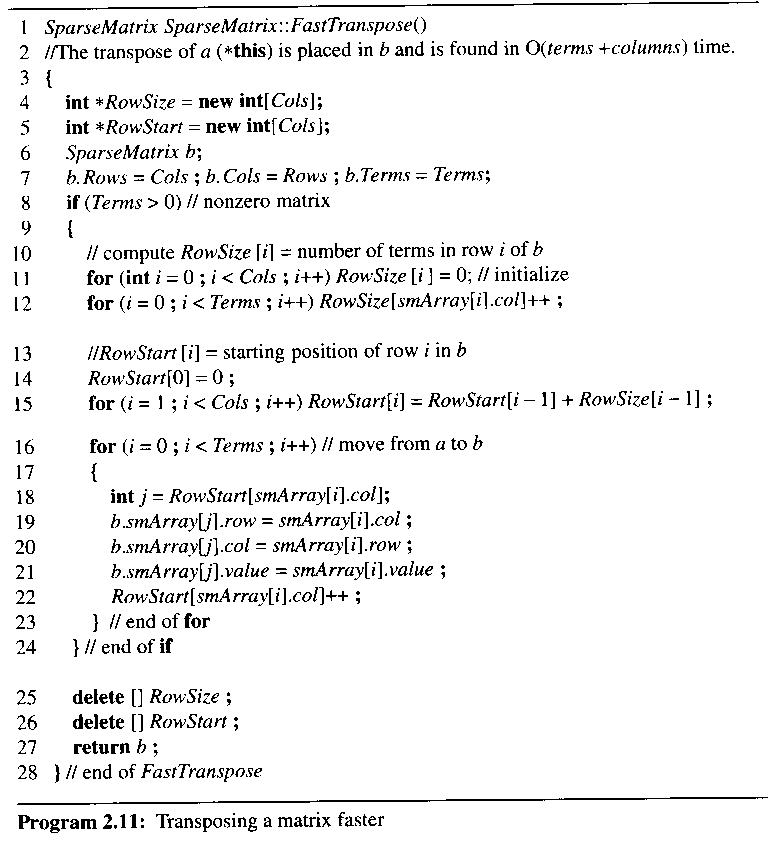 1 SparseMatrix SparseMatrix::FastTranspose()
2 //The transpose of a (*this) is placed in b and is found in O(terms +columns) time.
3 {
4 int *RowSize = new int[Cols];
5 int *RowStart = new int[Cols];
6 SparseMatrix b;
7 b.Rows = Cols ; b.Cols = Rows ; b.Terms = Terms;
8 if (Terms > 0) // nonzero matrix
9 {
10 // compute RowSize [i] = number of terms in row i of b
11 for (int i = 0 ; i < Cols ; i++) RowSize [i ] = 0; // initialize
12 for (i = 0 ; i < Terms ; i++) RowSize[smArray[i].col]++ ;
13 //RowStart [i] = starting position of row i in b
14 RowStart[0] = 0 ;
15 for (i = 1 ; i < Cols ; i++) RowStart[i] = RowStart[i – 1] + RowSize[i – 1] ;
16 for (i = 0 ; i < Terms ; i++) // move from a to b
17 {
18 int j = RowStart[smArray[i].col];
19 b.smArray[j].row = smArray[i].col ;
20 b.smArray[j].col = smArray[i].row ;
21 b.smArray[j].value = smArray[i].value ;
22 RowStart[smArray[i].col]++ ;
23 } // end of for
24 } // end of if
25 delete [] RowSize ;
26 delete [] RowStart ;
27 return b ;
28 } // end of FastTranspose
Program 2.11: Transposing a matrix faster